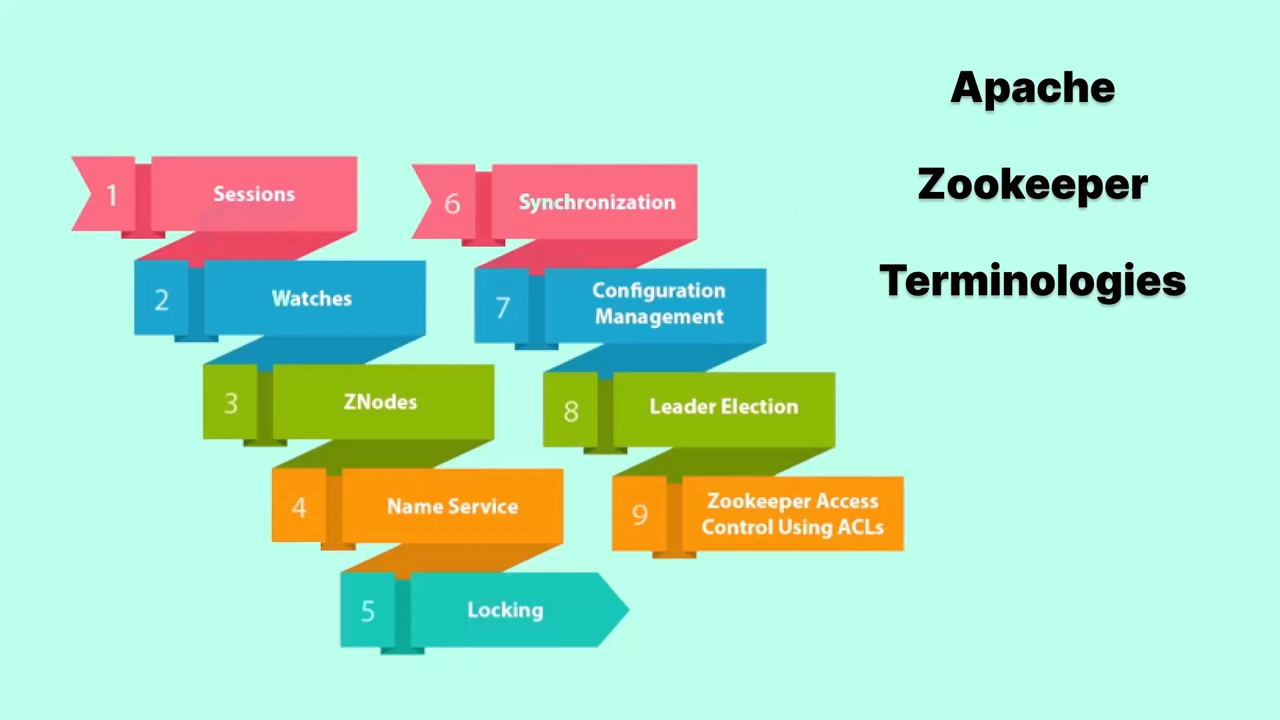 Apache
Zookeeper
Terminologies
1
Sessions
2
Watches
3
ZNodes
4
Name Service
5
Locking
6
Synchronization
7
Configuration
Management
8
Leader Election
9
Zookeeper Access
Control Using ACLs